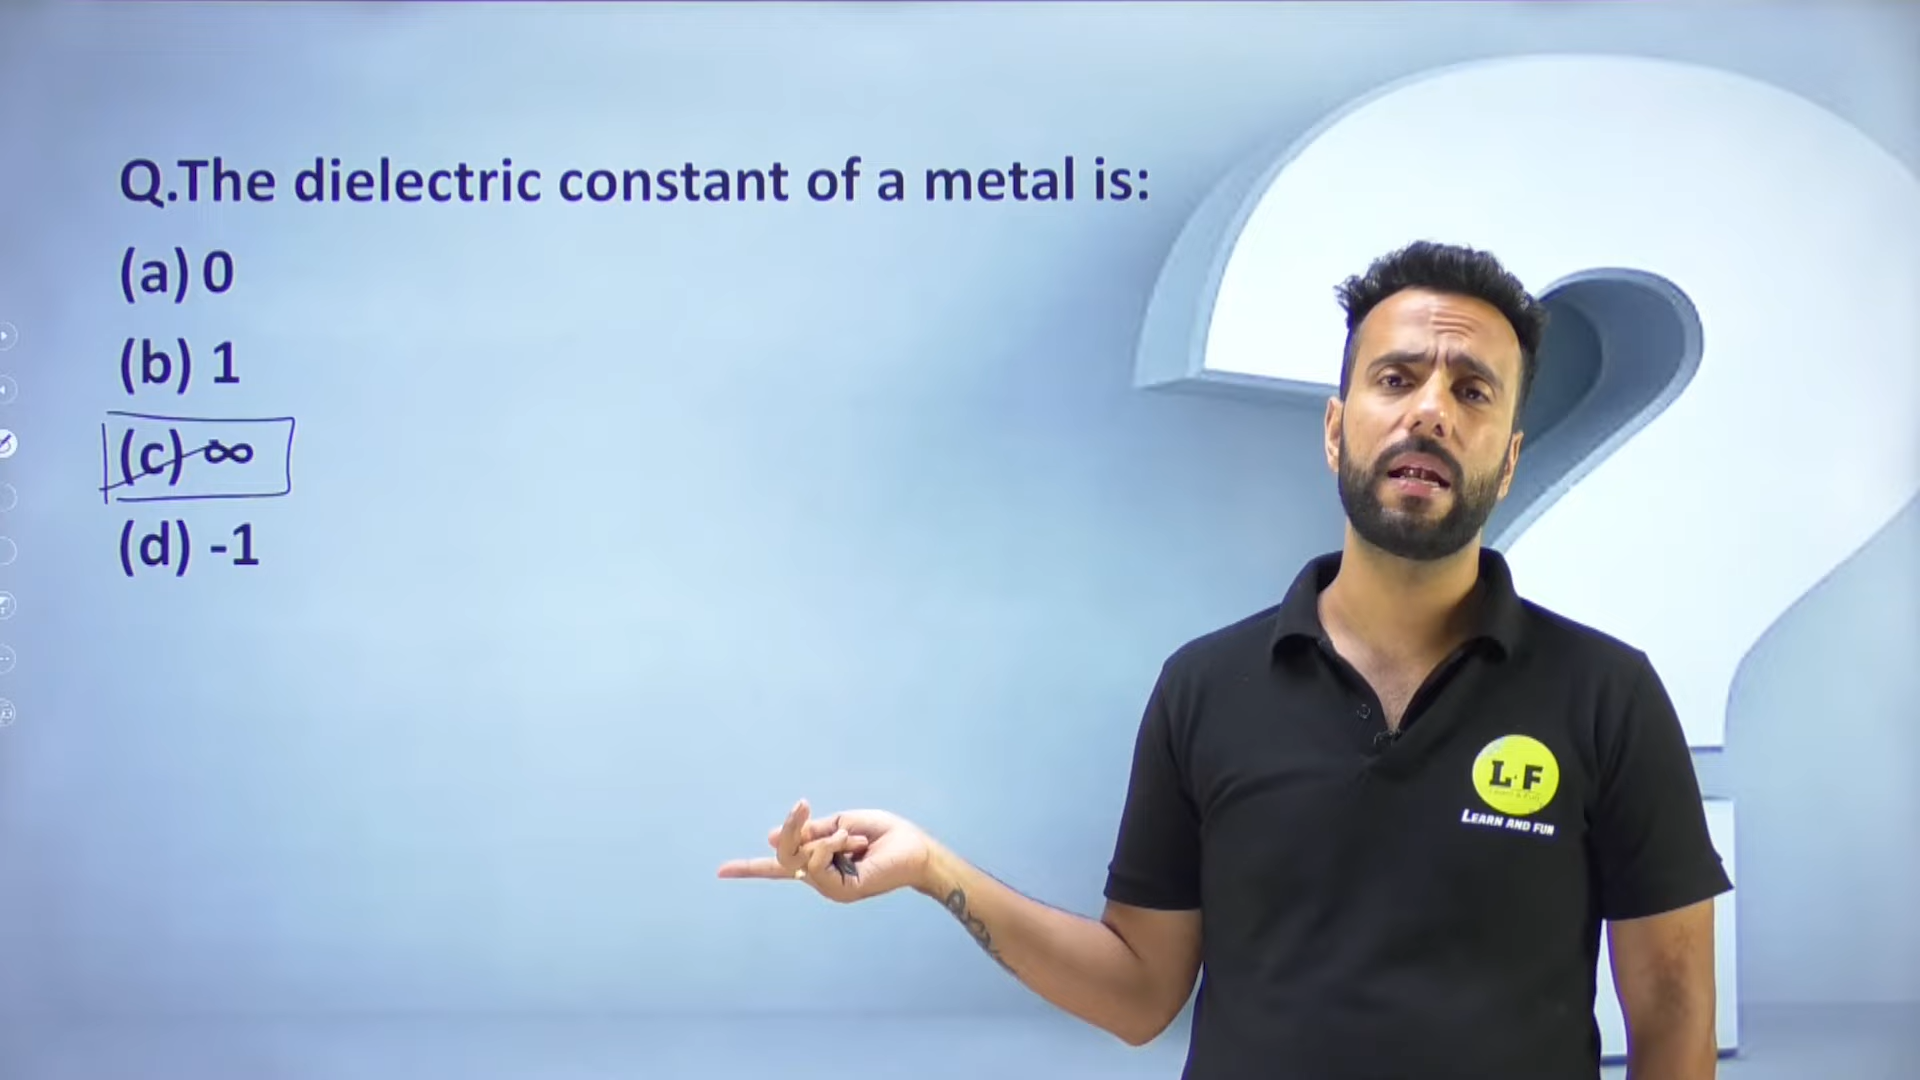 Q.The dielectric constant of a metal is:
(a) 0
(b) 1
(c) ∞
(d) -1
L·F
LEARN AND FUN